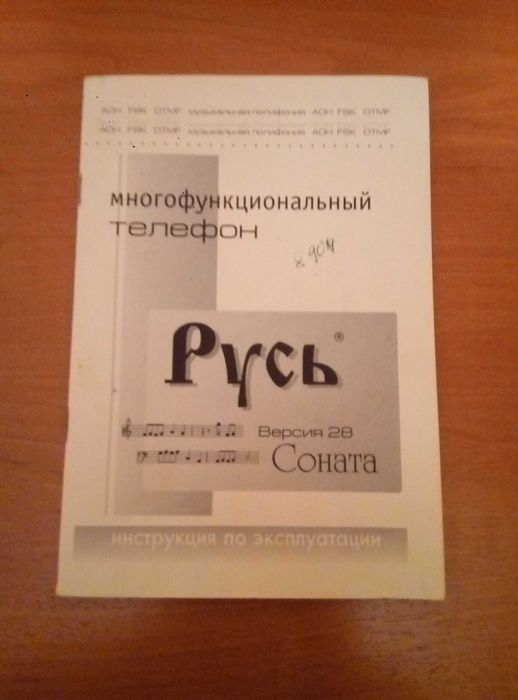 АОН FSK DTMF музыкальная полифония АОН FSK DTMF
АОН FSK DTMF музыкальная полифония АОН FSK DTMF
многофункциональный
телефон
Русь®
Версия 28
Соната
инструкция по эксплуатации